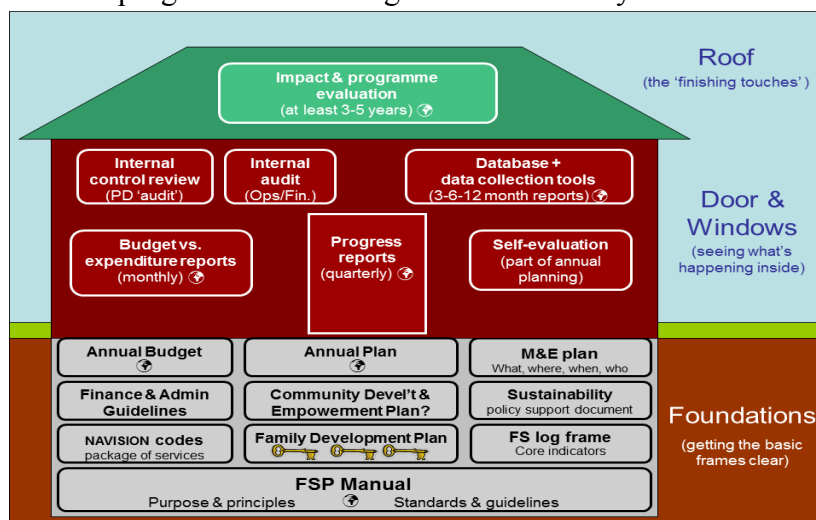 Roof
(the 'finishing touches' )
Impact & programme
evaluation
(at least 3-5 years)
Internal
control review
(PD 'audit')
Internal
audit
(Ops/Fin.)
Database +
data collection tools
(3-6-12 month reports)
Budget vs.
expenditure reports
(monthly)
Progress
reports
(quarterly)
Self-evaluation
(part of annual
planning)
Door &
Windows
(seeing what's
happening inside)
Annual Budget
Annual Plan
M&E plan
What, where, when, who
Finance & Admin
Guidelines
Community Devel't &
Empowerment Plan?
Sustainability
policy support document
NAVISION codes
package of services
Family Development Plan
FS log frame
Core indicators
FSP Manual
Purpose & principles Standards & guidelines
Foundations
(getting the basic
frames clear)